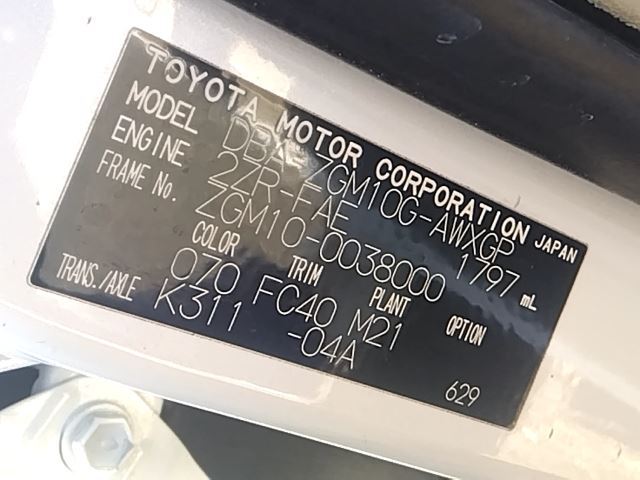 TOYOTA MOTOR CORPORATION JAPAN
MODEL DBA-ZGM10G-AWXGP
ENGINE 2ZR-FAE 1797 mL
FRAME No. ZGM10-0038000
COLOR TRIM PLANT OPTION
070 FC40 M21
TRANS./AXLE K311 -04A
629